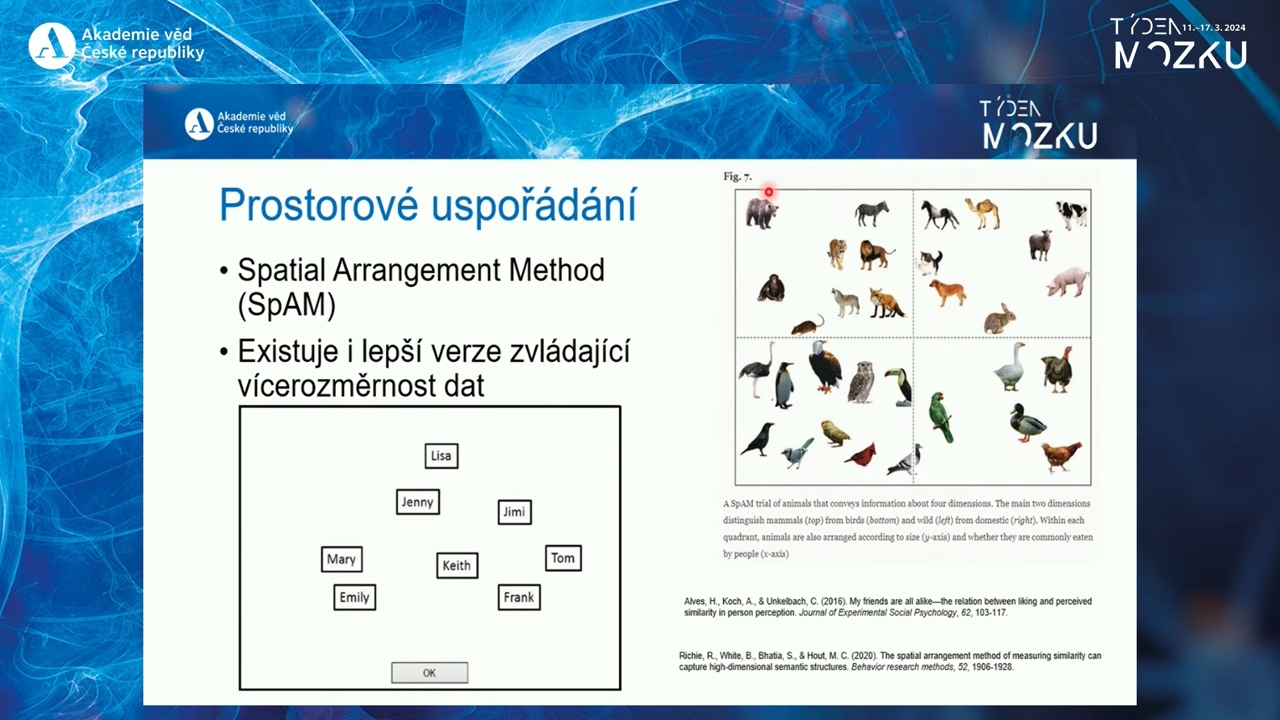 Akademie věd
České republiky
TÝDEN 11.–17. 3. 2024
MOZKU
Akademie věd
České republiky
TÝDEN
MOZKU
Prostorové uspořádání
• Spatial Arrangement Method
(SpAM)
• Existuje i lepší verze zvládající
vícerozměrnost dat
Lisa
Jenny
Jimi
Mary
Keith
Tom
Emily
Frank
OK
Fig. 7.
A SpAM trial of animals that conveys information about four dimensions. The main two dimensions
distinguish mammals (top) from birds (bottom) and wild (left) from domestic (right). Within each
quadrant, animals are also arranged according to size (y-axis) and whether they are commonly eaten
by people (x-axis)
Alves, H., Koch, A., & Unkelbach, C. (2016). My friends are all alike—the relation between liking and perceived
similarity in person perception. Journal of Experimental Social Psychology, 62, 103-117.
Richie, R., White, B., Bhatia, S., & Hout, M. C. (2020). The spatial arrangement method of measuring similarity can
capture high-dimensional semantic structures. Behavior research methods, 52, 1906-1928.